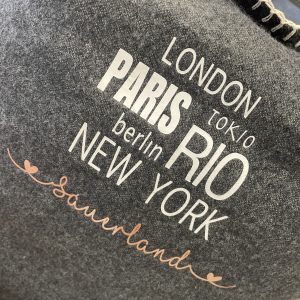 LONDON
PARIS TOKIO
berlin RIO
NEW YORK
sauerland